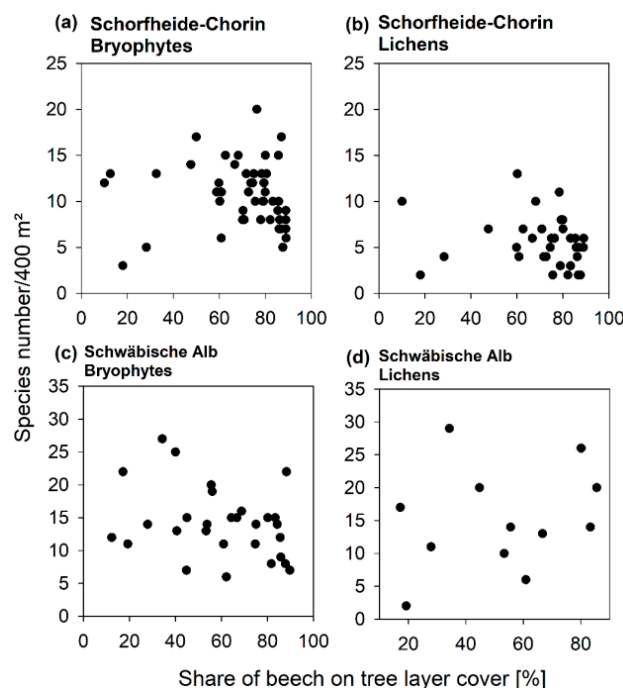 (a) Schorfheide-Chorin
Bryophytes
(b) Schorfheide-Chorin
Lichens
25
20
15
10
5
0
0 20 40 60 80 100
25
20
15
10
5
0
0 20 40 60 80 100
Species number/400 m²
(c) Schwäbische Alb
Bryophytes
(d) Schwäbische Alb
Lichens
35
30
25
20
15
10
5
0
0 20 40 60 80 100
35
30
25
20
15
10
5
0
20 40 60 80
Share of beech on tree layer cover [%]